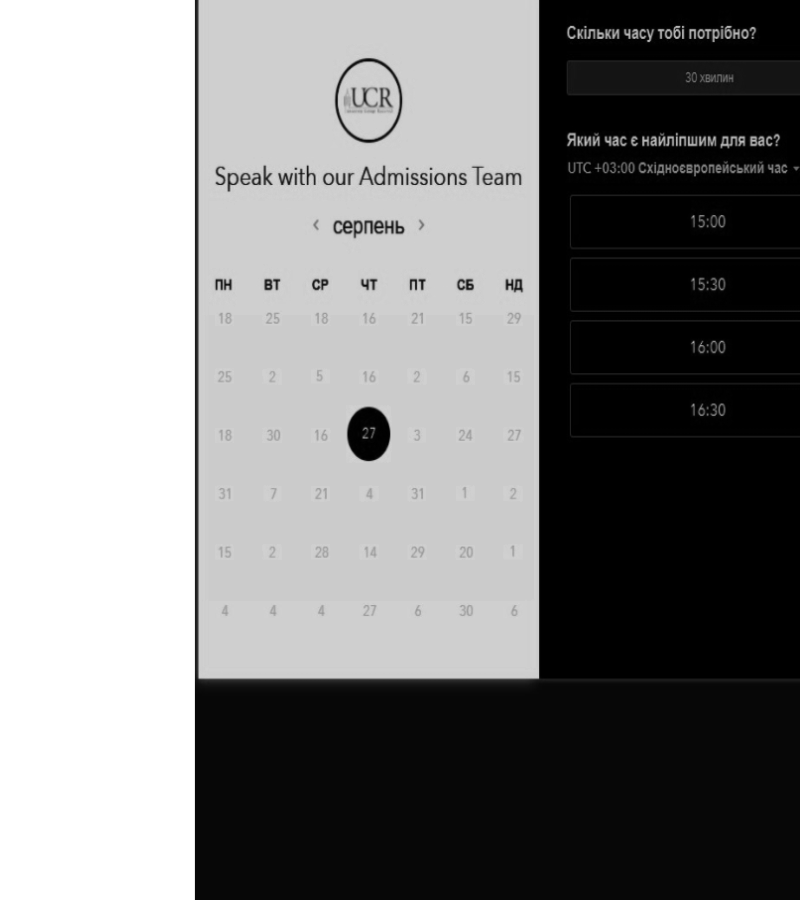 UCR
Speak with our Admissions Team
‹ серпень ›
ПН ВТ СР ЧТ ПТ СБ НД
18 25 18 16 21 15 29
25 2 5 16 2 6 15
18 30 16 27 3 24 27
31 7 21 4 31 1 2
15 2 28 14 29 20 1
4 4 4 27 6 30 6
Скільки часу тобі потрібно?
30 хвилин
Який час є найліпшим для вас?
UTC +03:00 Східноєвропейський час
15:00
15:30
16:00
16:30